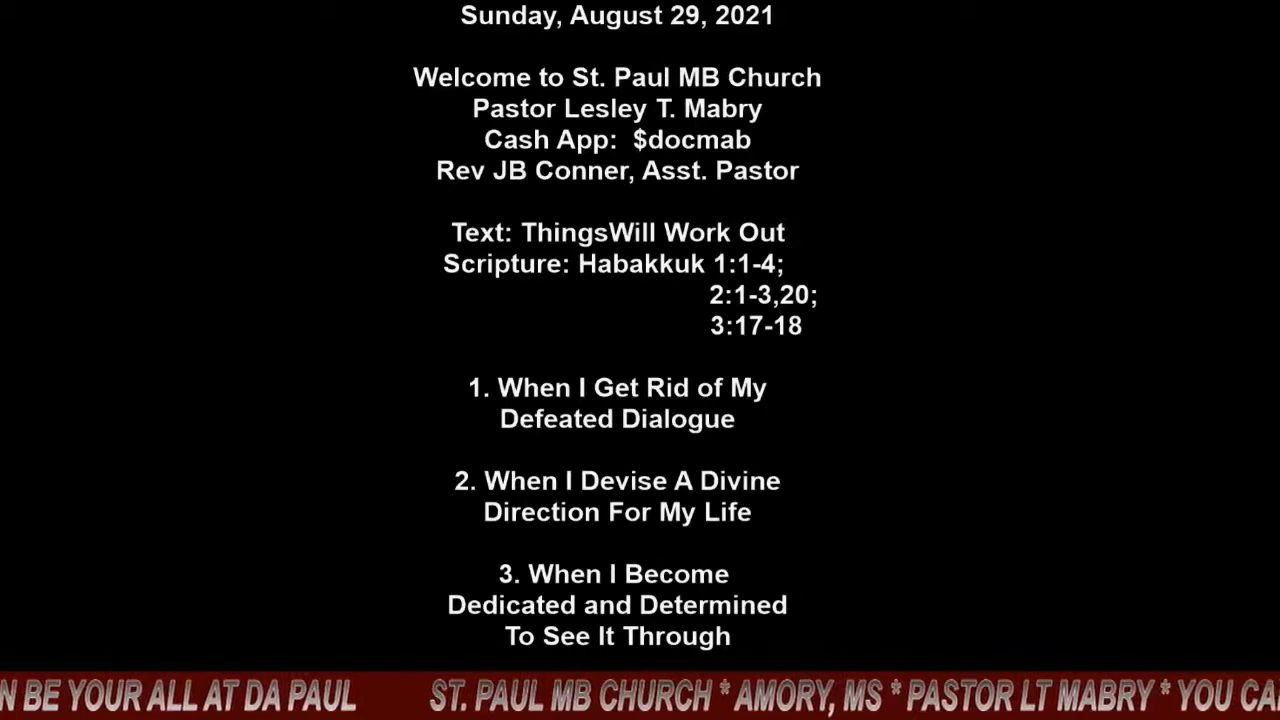 Sunday, August 29, 2021
Welcome to St. Paul MB Church
Pastor Lesley T. Mabry
Cash App: $docmab
Rev JB Conner, Asst. Pastor
Text: ThingsWill Work Out
Scripture: Habakkuk 1:1-4;
2:1-3,20;
3:17-18
1. When I Get Rid of My
Defeated Dialogue
2. When I Devise A Divine
Direction For My Life
3. When I Become
Dedicated and Determined
To See It Through
N BE YOUR ALL AT DA PAUL ST. PAUL MB CHURCH * AMORY, MS * PASTOR LT MABRY * YOU CA